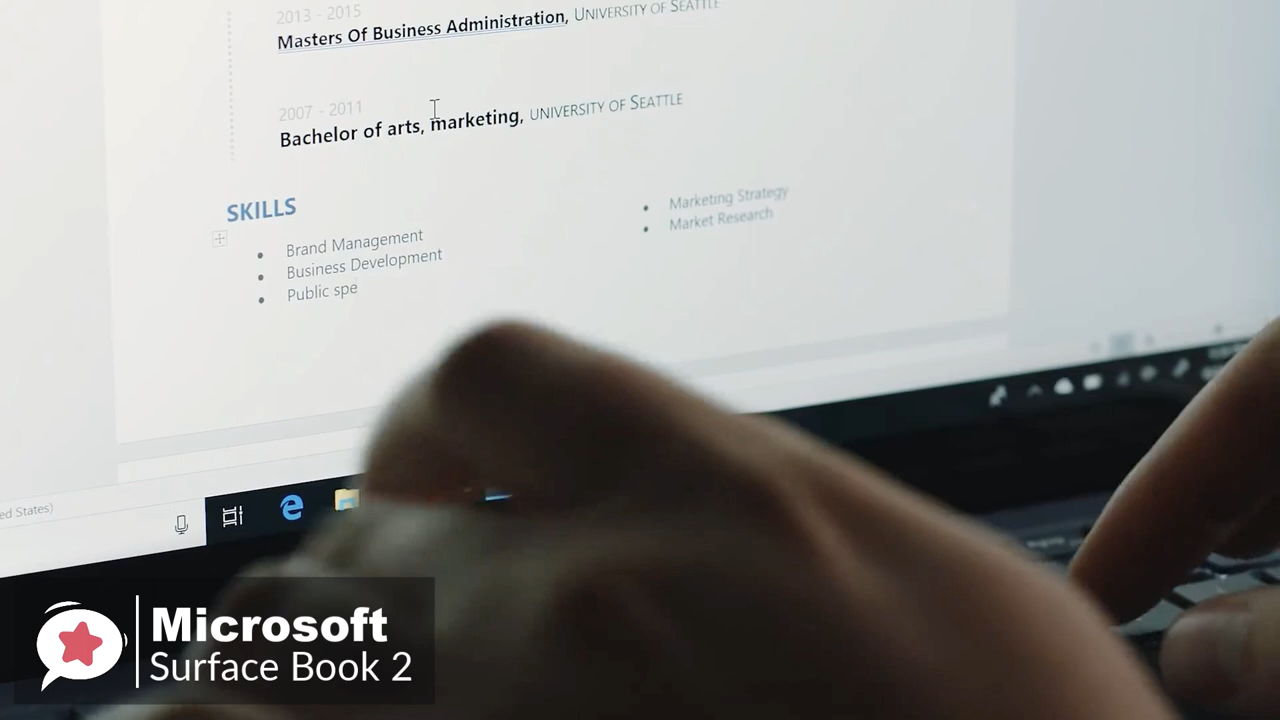 2013 - 2015
Masters Of Business Administration, UNIVERSITY OF SEATTLE
2007 - 2011
Bachelor of arts, marketing, UNIVERSITY OF SEATTLE
SKILLS
Brand Management
Business Development
Public spe
Marketing Strategy
Market Research
ed States)
Microsoft
Surface Book 2